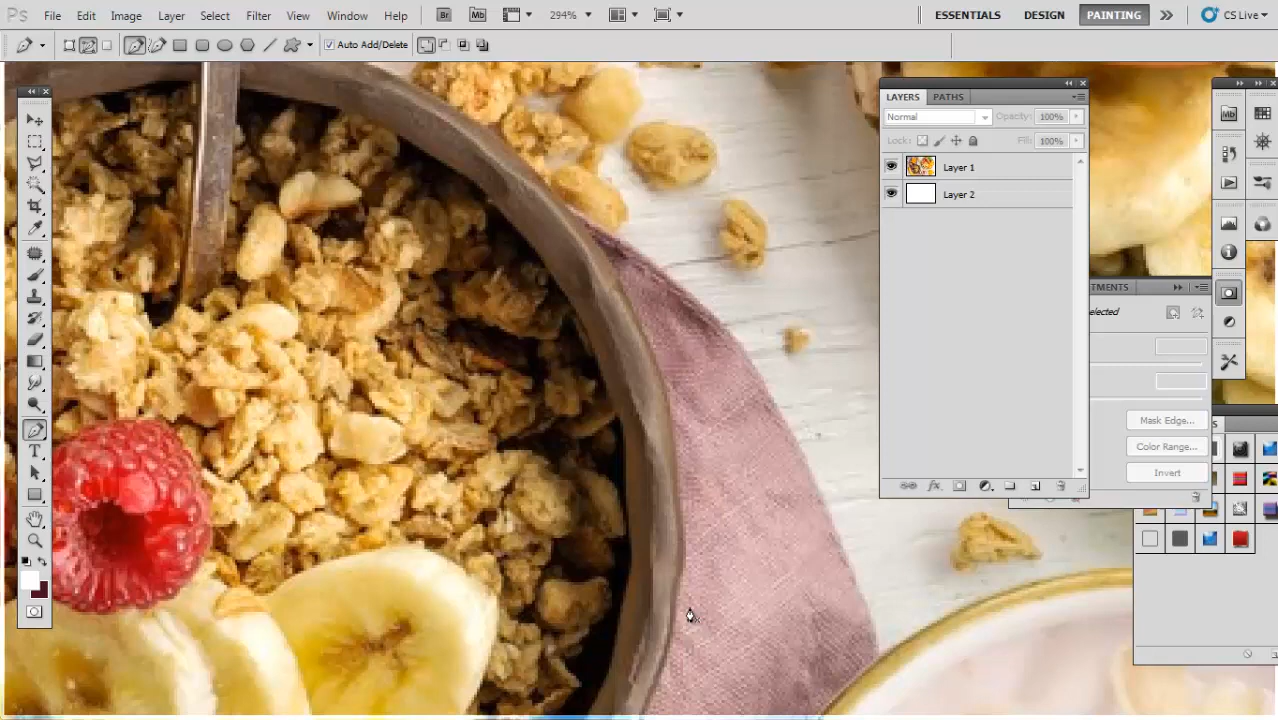 Ps File Edit Image Layer Select Filter View Window Help Br Mb 294% ESSENTIALS DESIGN PAINTING CS Live
Auto Add/Delete
LAYERS PATHS
Normal Opacity: 100%
Lock: Fill: 100%
Layer 1
Layer 2
Mb
TMENTS
elected
Mask Edge...
Color Range...
Invert
S
T